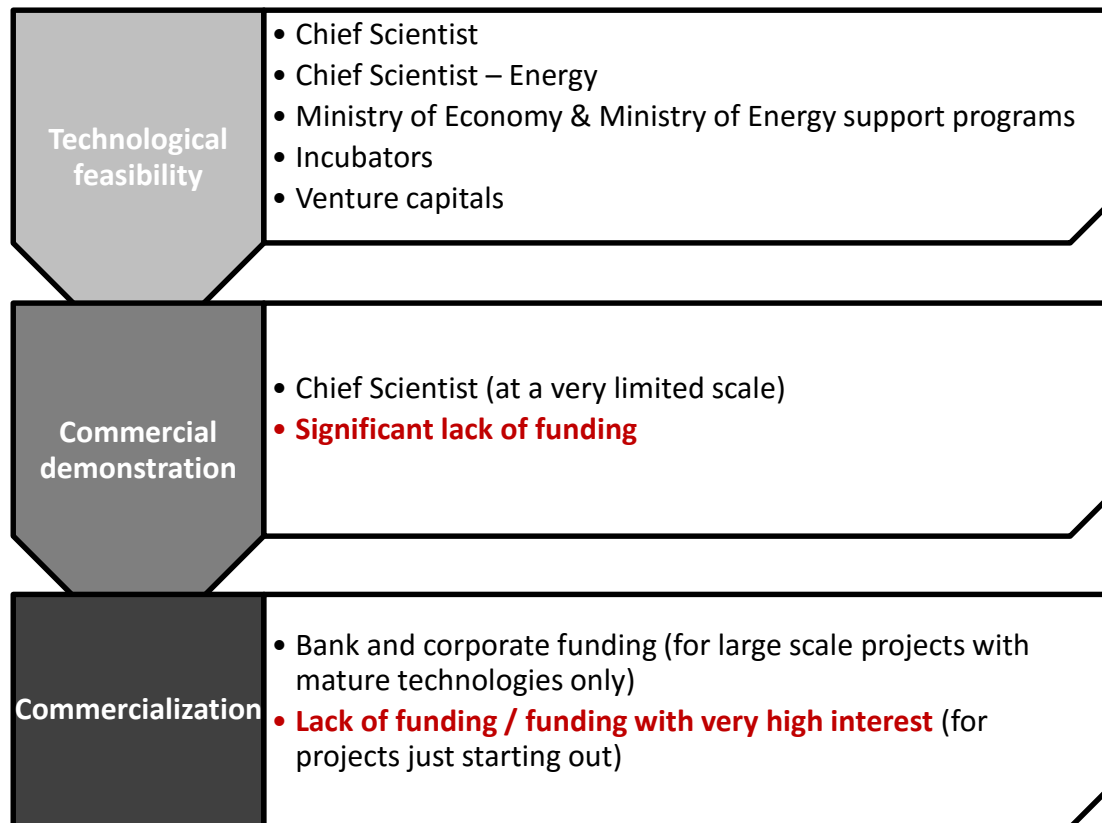 Technological
feasibility
• Chief Scientist
• Chief Scientist – Energy
• Ministry of Economy & Ministry of Energy support programs
• Incubators
• Venture capitals
Commercial
demonstration
• Chief Scientist (at a very limited scale)
• Significant lack of funding
Commercialization
• Bank and corporate funding (for large scale projects with
mature technologies only)
• Lack of funding / funding with very high interest (for
projects just starting out)